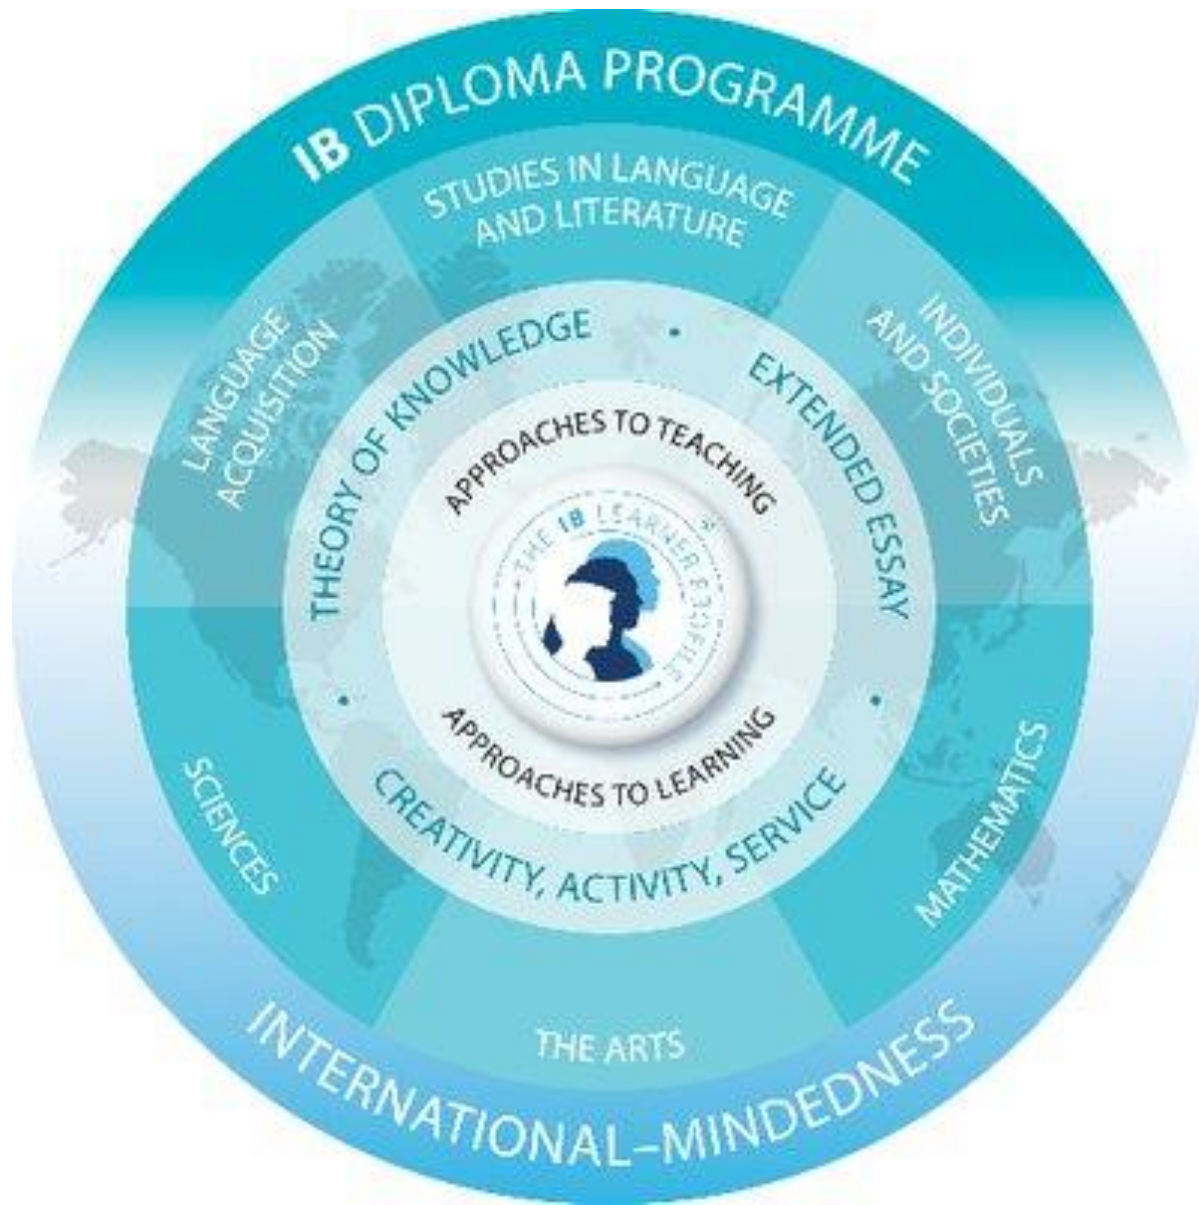 IB DIPLOMA PROGRAMME
STUDIES IN LANGUAGE
AND LITERATURE
LANGUAGE
ACQUISITION
INDIVIDUALS
AND SOCIETIES
THEORY OF KNOWLEDGE
•
EXTENDED ESSAY
APPROACHES TO TEACHING
THE IB LEARNER PROFILE
APPROACHES TO LEARNING
•
CREATIVITY, ACTIVITY, SERVICE
•
SCIENCES
MATHEMATICS
THE ARTS
INTERNATIONAL–MINDEDNESS